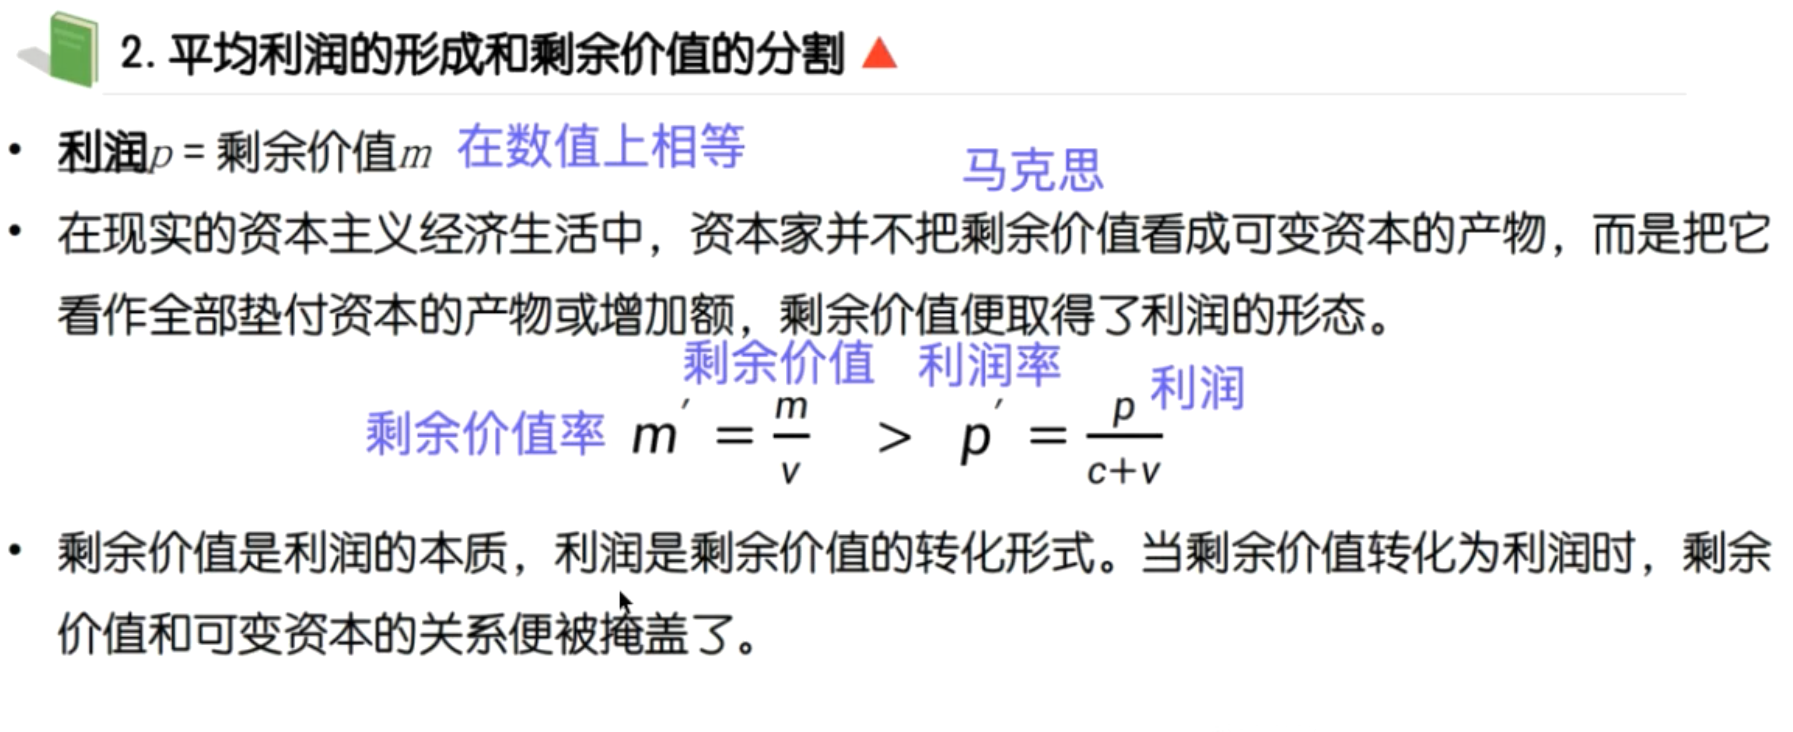 2. 平均利润的形成和剩余价值的分割
• 利润p = 剩余价值m 在数值上相等
马克思
• 在现实的资本主义经济生活中，资本家并不把剩余价值看成可变资本的产物，而是把它
看作全部垫付资本的产物或增加额，剩余价值便取得了利润的形态。
剩余价值 利润率 利润
剩余价值率 m′ = m/v > p′ = p/(c+v)
• 剩余价值是利润的本质，利润是剩余价值的转化形式。当剩余价值转化为利润时，剩余
价值和可变资本的关系便被掩盖了。